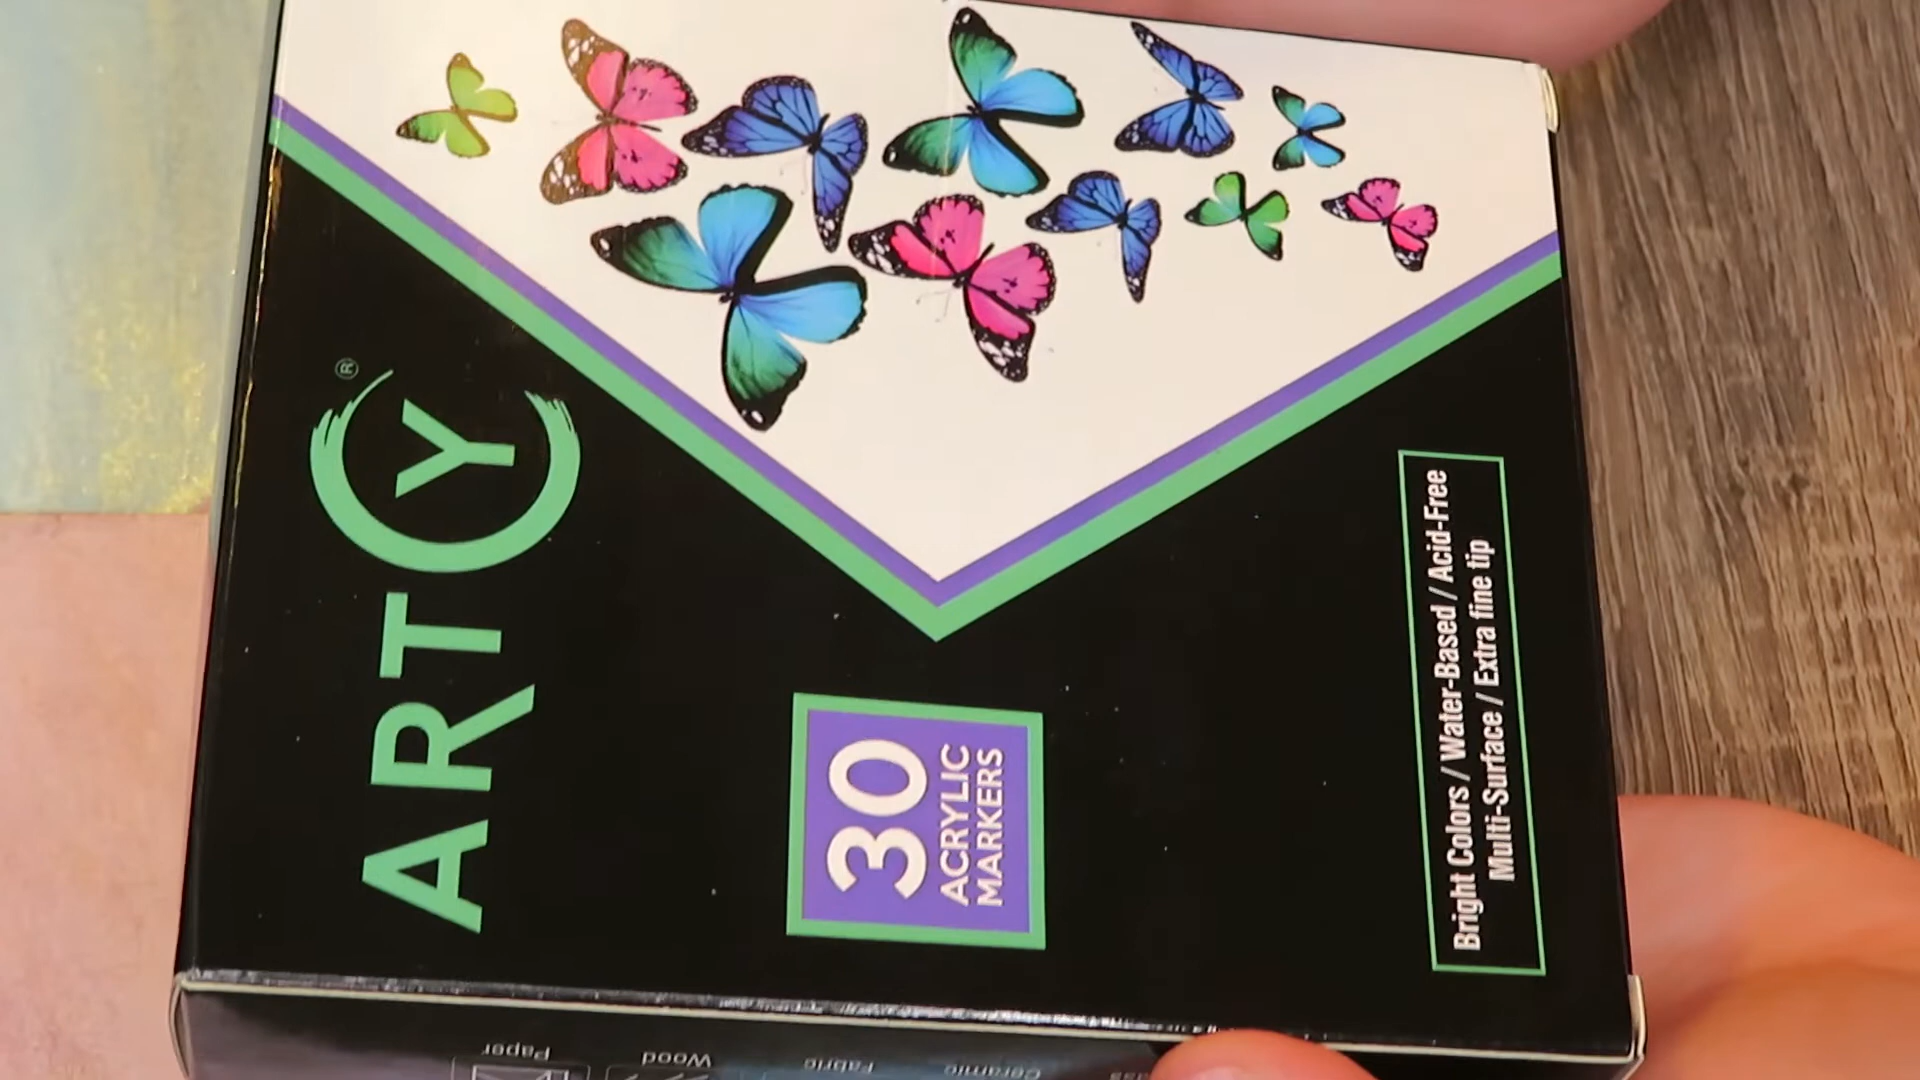 ARTY®
30
ACRYLIC
MARKERS
Bright Colors / Water-Based / Acid-Free
Multi-Surface / Extra fine tip
Paper
Wood
Fabric
Ceramic